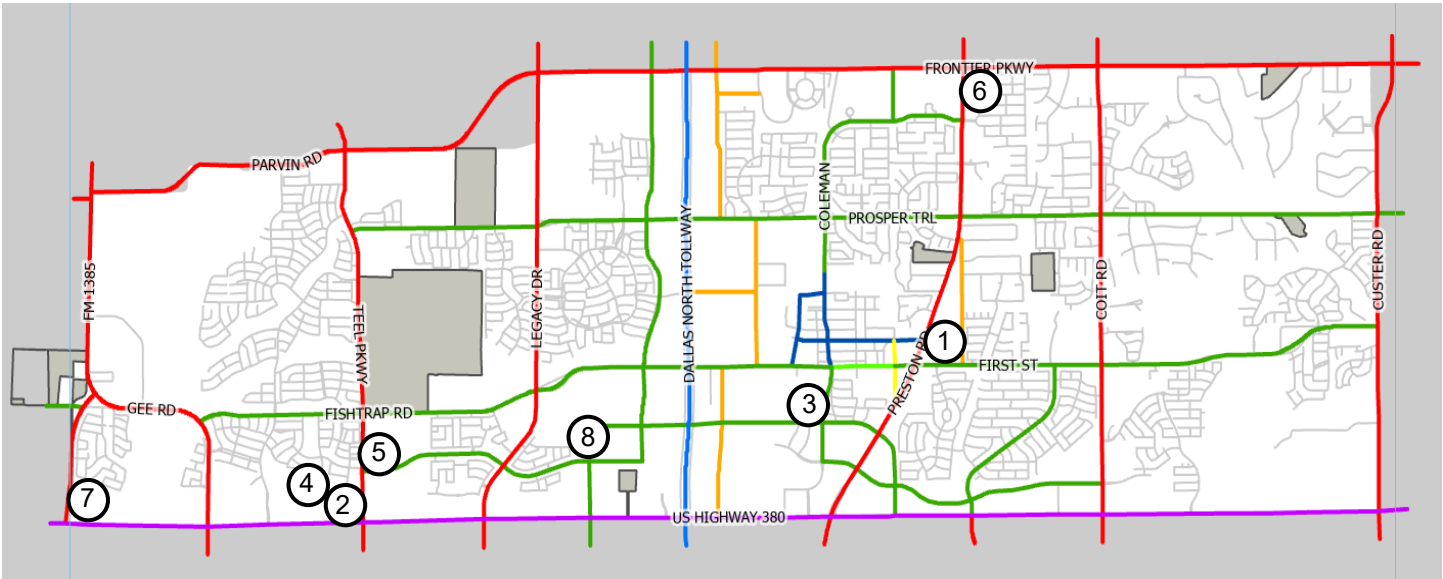 FRONTIER PKWY
6
PARVIN RD
COLEMAN
PROSPER TRL
FM 1385
TEEL PKWY
LEGACY DR
DALLAS NORTH TOLLWAY
COIT RD
CUSTER RD
1
PRESTON RD
FIRST ST
GEE RD
FISHTRAP RD
3
8
5
4
2
7
US HIGHWAY 380